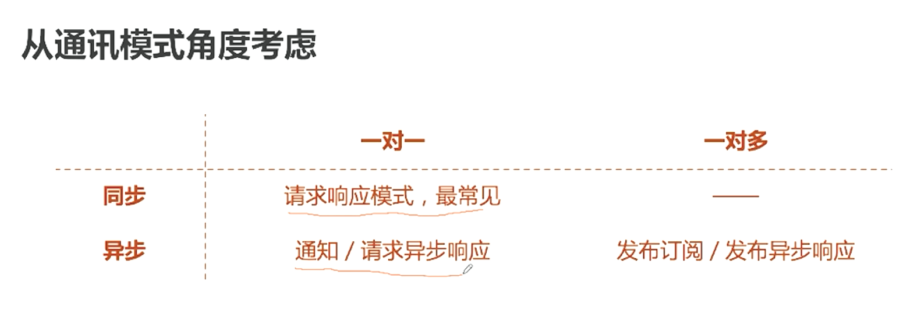 从通讯模式角度考虑
一对一 一对多
同步 请求响应模式，最常见 ——
异步 通知 / 请求异步响应 发布订阅 / 发布异步响应